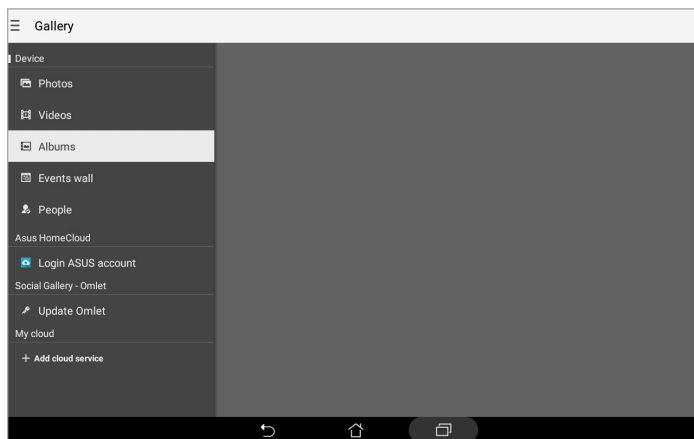 Gallery
Device
Photos
Videos
Albums
Events wall
People
Asus HomeCloud
Login ASUS account
Social Gallery - Omlet
Update Omlet
My cloud
+ Add cloud service